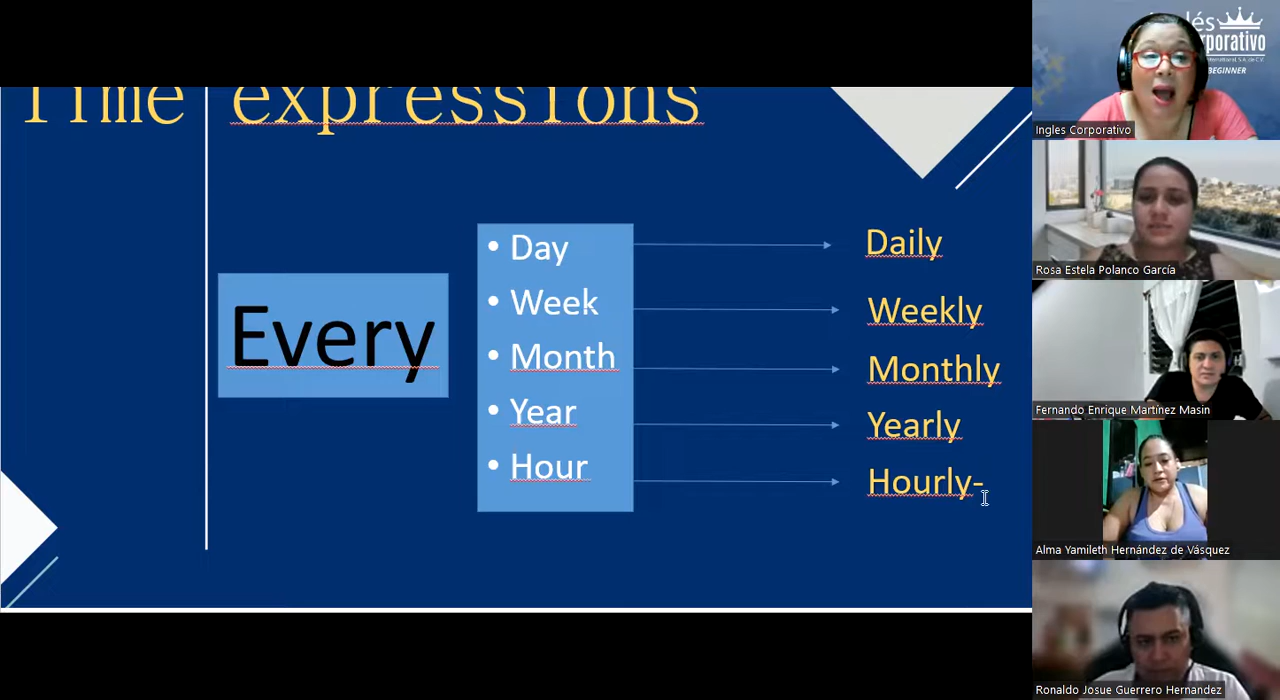 Time expressions
Every
• Day
• Week
• Month
• Year
• Hour
Daily
Weekly
Monthly
Yearly
Hourly-
BEGINNER
Ingles Corporativo
Rosa Estela Polanco García
Fernando Enrique Martínez Masin
Alma Yamileth Hernández de Vásquez
Ronaldo Josue Guerrero Hernandez